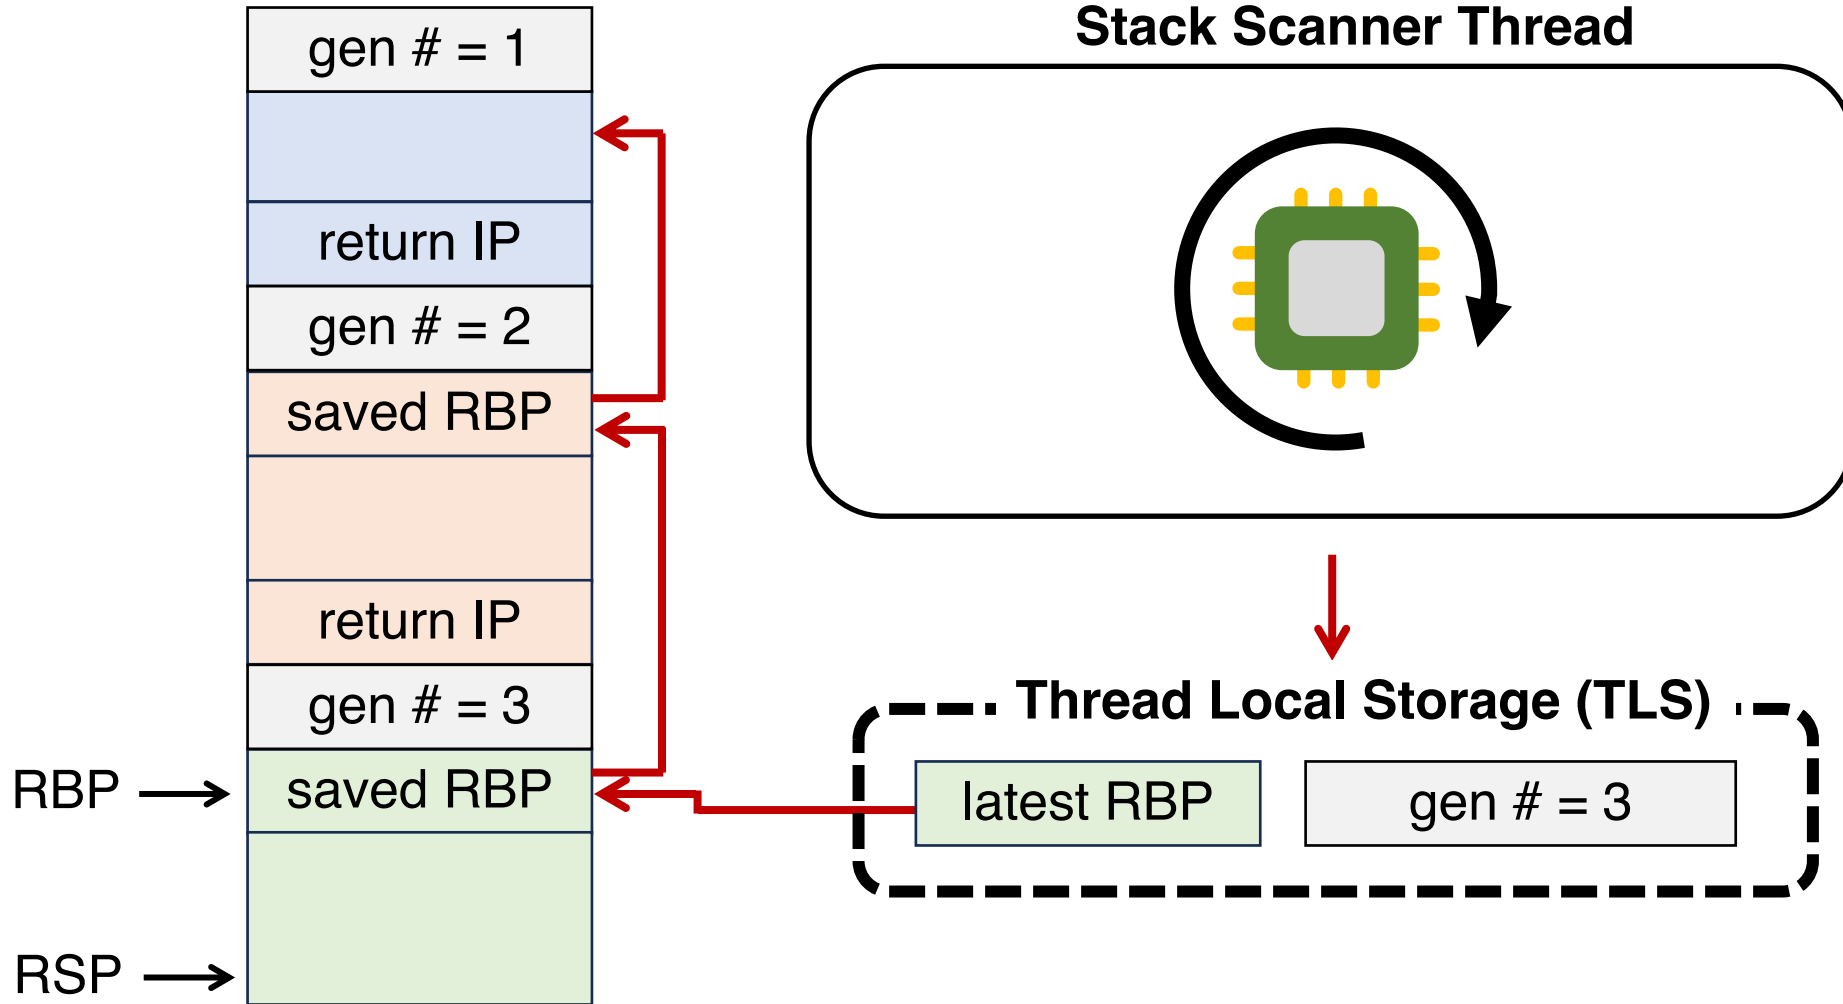 gen # = 1
return IP
gen # = 2
saved RBP
return IP
gen # = 3
saved RBP
RBP
RSP
Stack Scanner Thread
Thread Local Storage (TLS)
latest RBP
gen # = 3